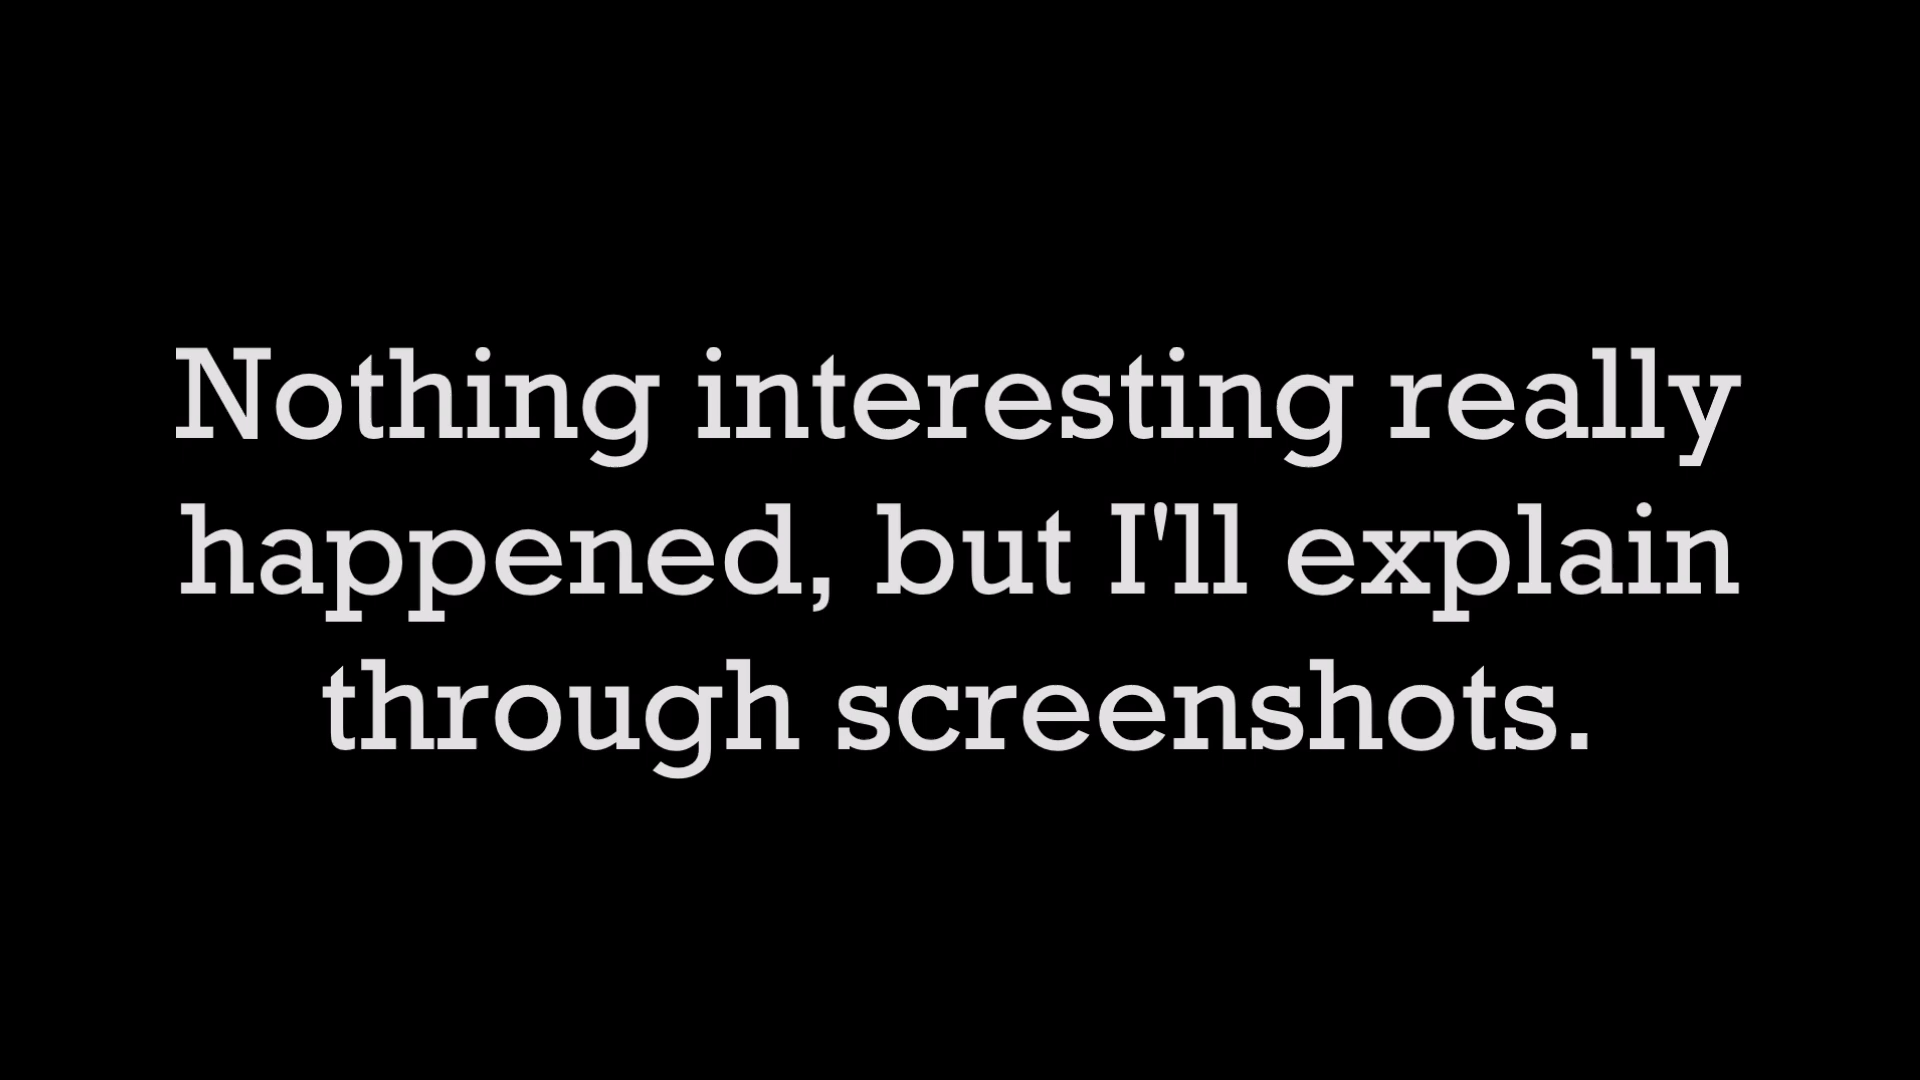 Nothing interesting really
happened, but I'll explain
through screenshots.